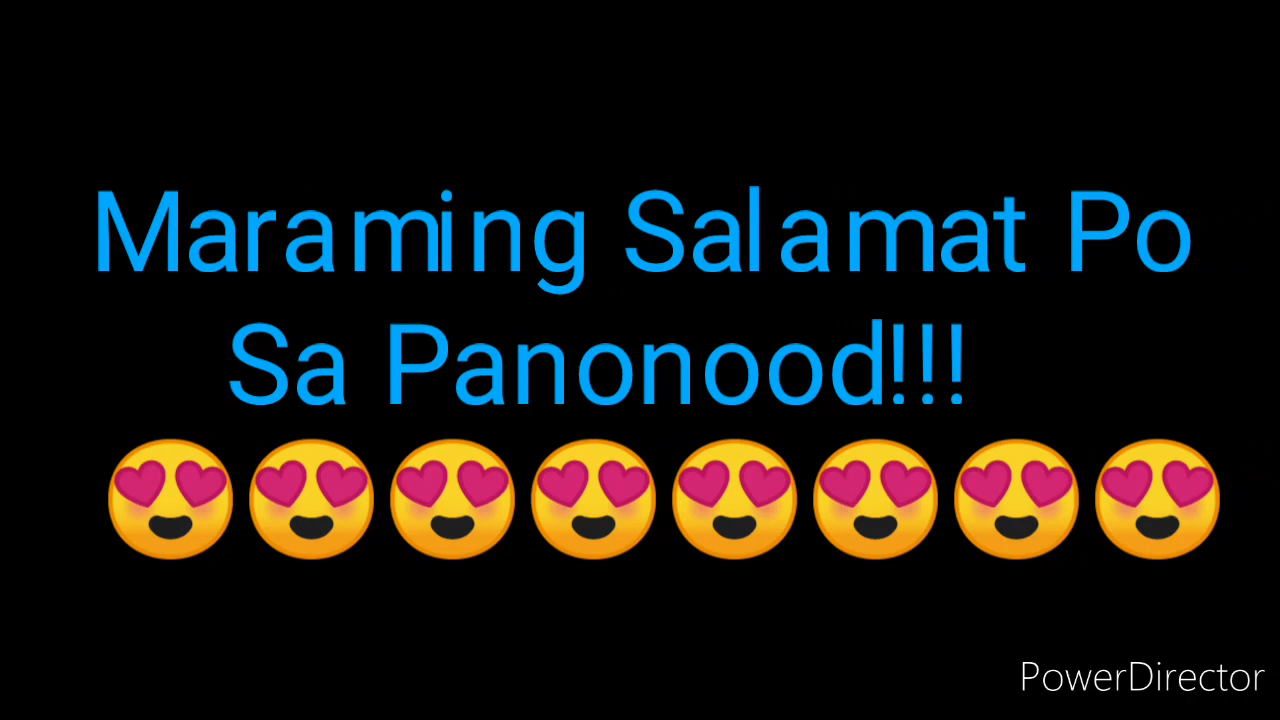 Maraming Salamat Po
Sa Panonood!!!
😍😍😍😍😍😍😍😍
PowerDirector